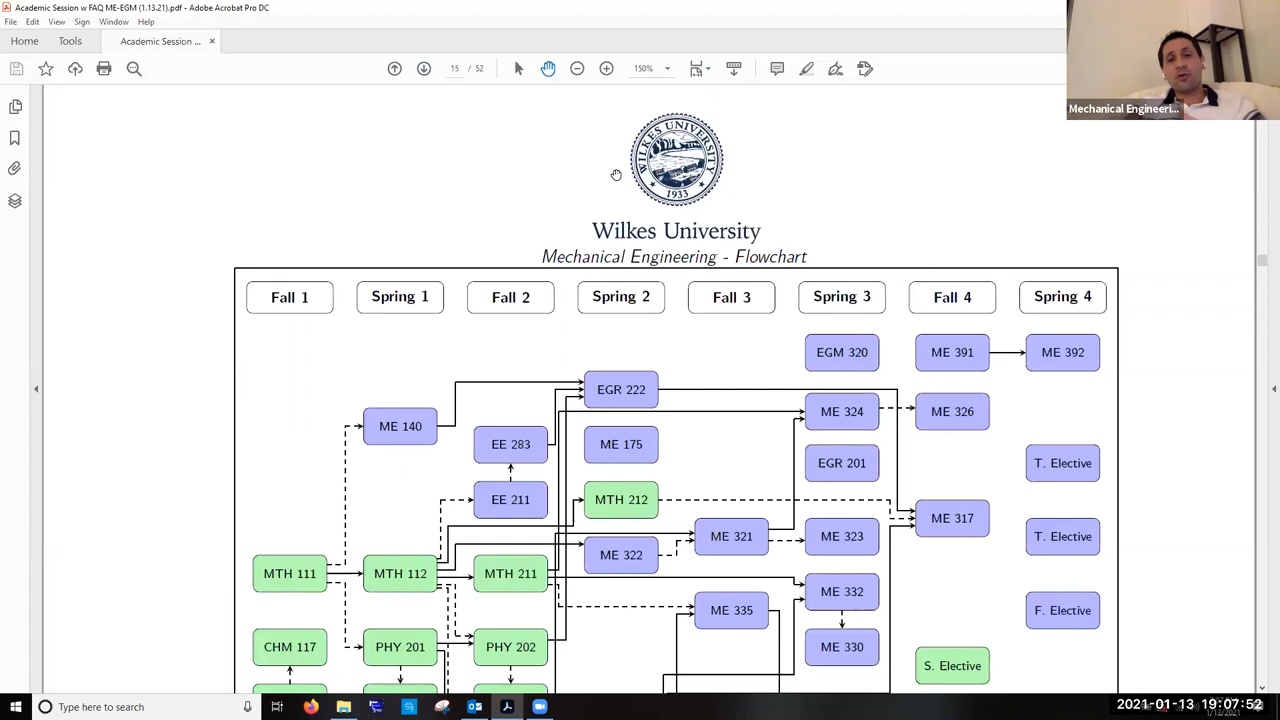 Academic Session w FAQ ME-EGM (1.13.21).pdf - Adobe Acrobat Pro DC
File Edit View Sign Window Help
Home Tools Academic Session ... ×
15 / 52 150%
Mechanical Engineeri...
WILKES UNIVERSITY
1933
Wilkes University
Mechanical Engineering - Flowchart
Fall 1 Spring 1 Fall 2 Spring 2 Fall 3 Spring 3 Fall 4 Spring 4
EGM 320 ME 391 ME 392
EGR 222
ME 324 ME 326
ME 140
EE 283 ME 175
EGR 201 T. Elective
EE 211 MTH 212
ME 317
ME 321 ME 323 T. Elective
ME 322
MTH 111 MTH 112 MTH 211
ME 332
ME 335 F. Elective
CHM 117 PHY 201 PHY 202 ME 330
S. Elective
Type here to search
2021-01-13 19:07:52